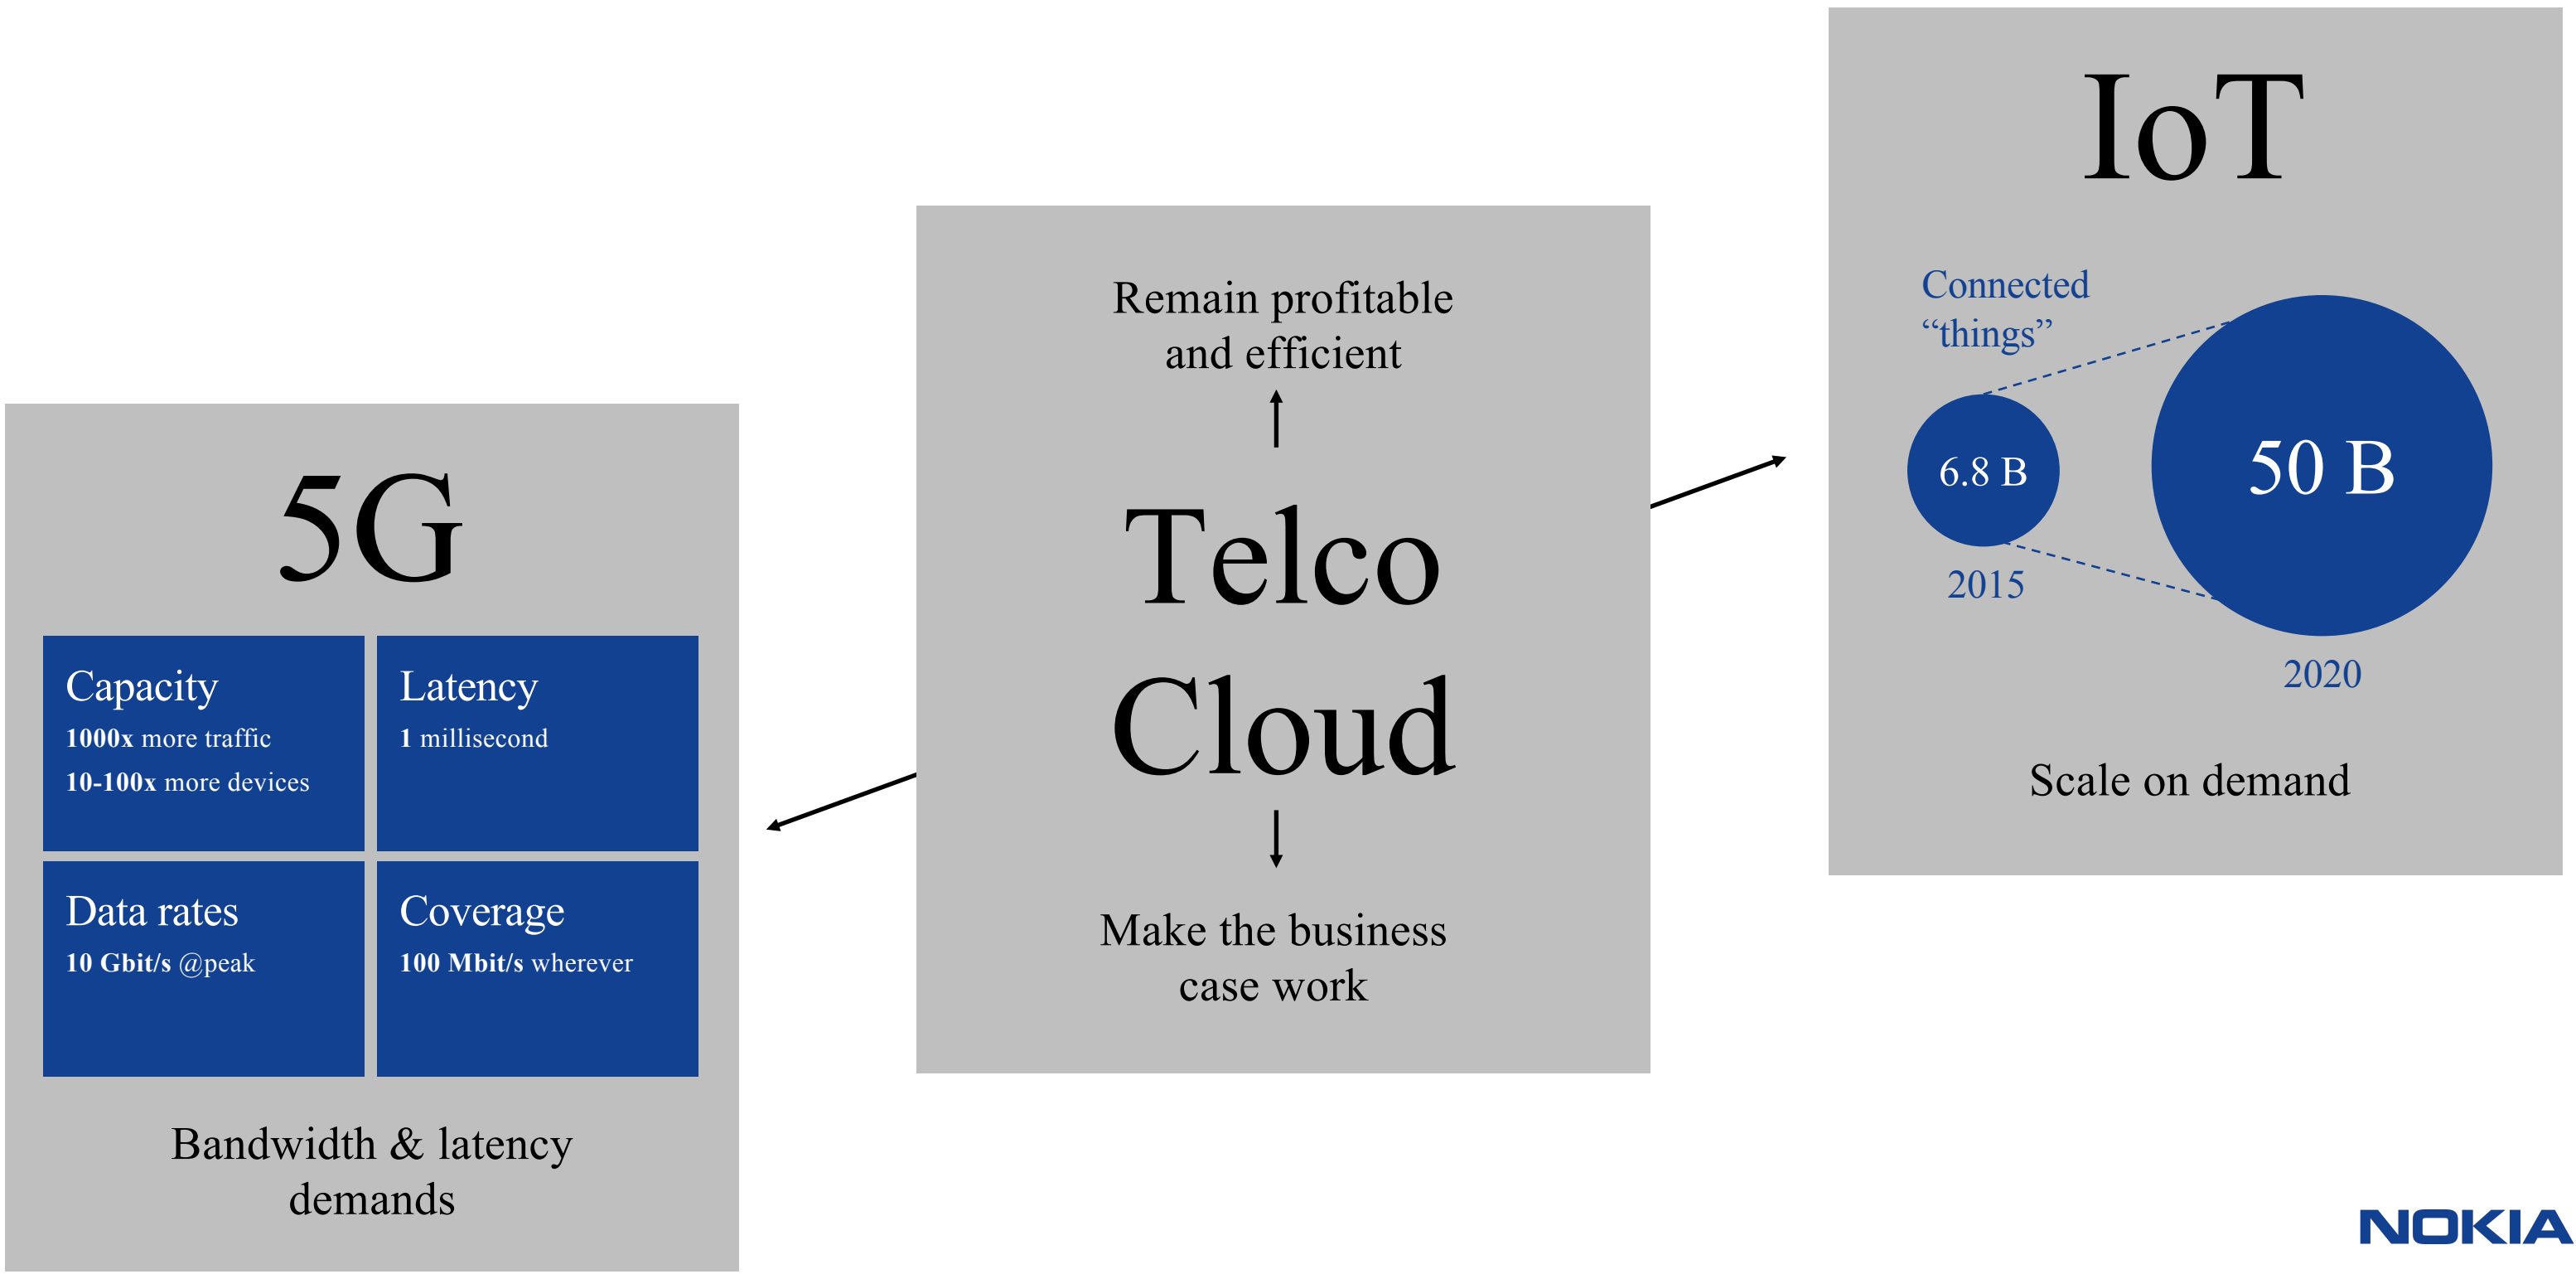 5G
Capacity
1000x more traffic
10-100x more devices
Latency
1 millisecond
Data rates
10 Gbit/s @peak
Coverage
100 Mbit/s wherever
Bandwidth & latency
demands
Remain profitable
and efficient
Telco
Cloud
Make the business
case work
IoT
Connected
“things”
6.8 B
2015
50 B
2020
Scale on demand
NOKIA